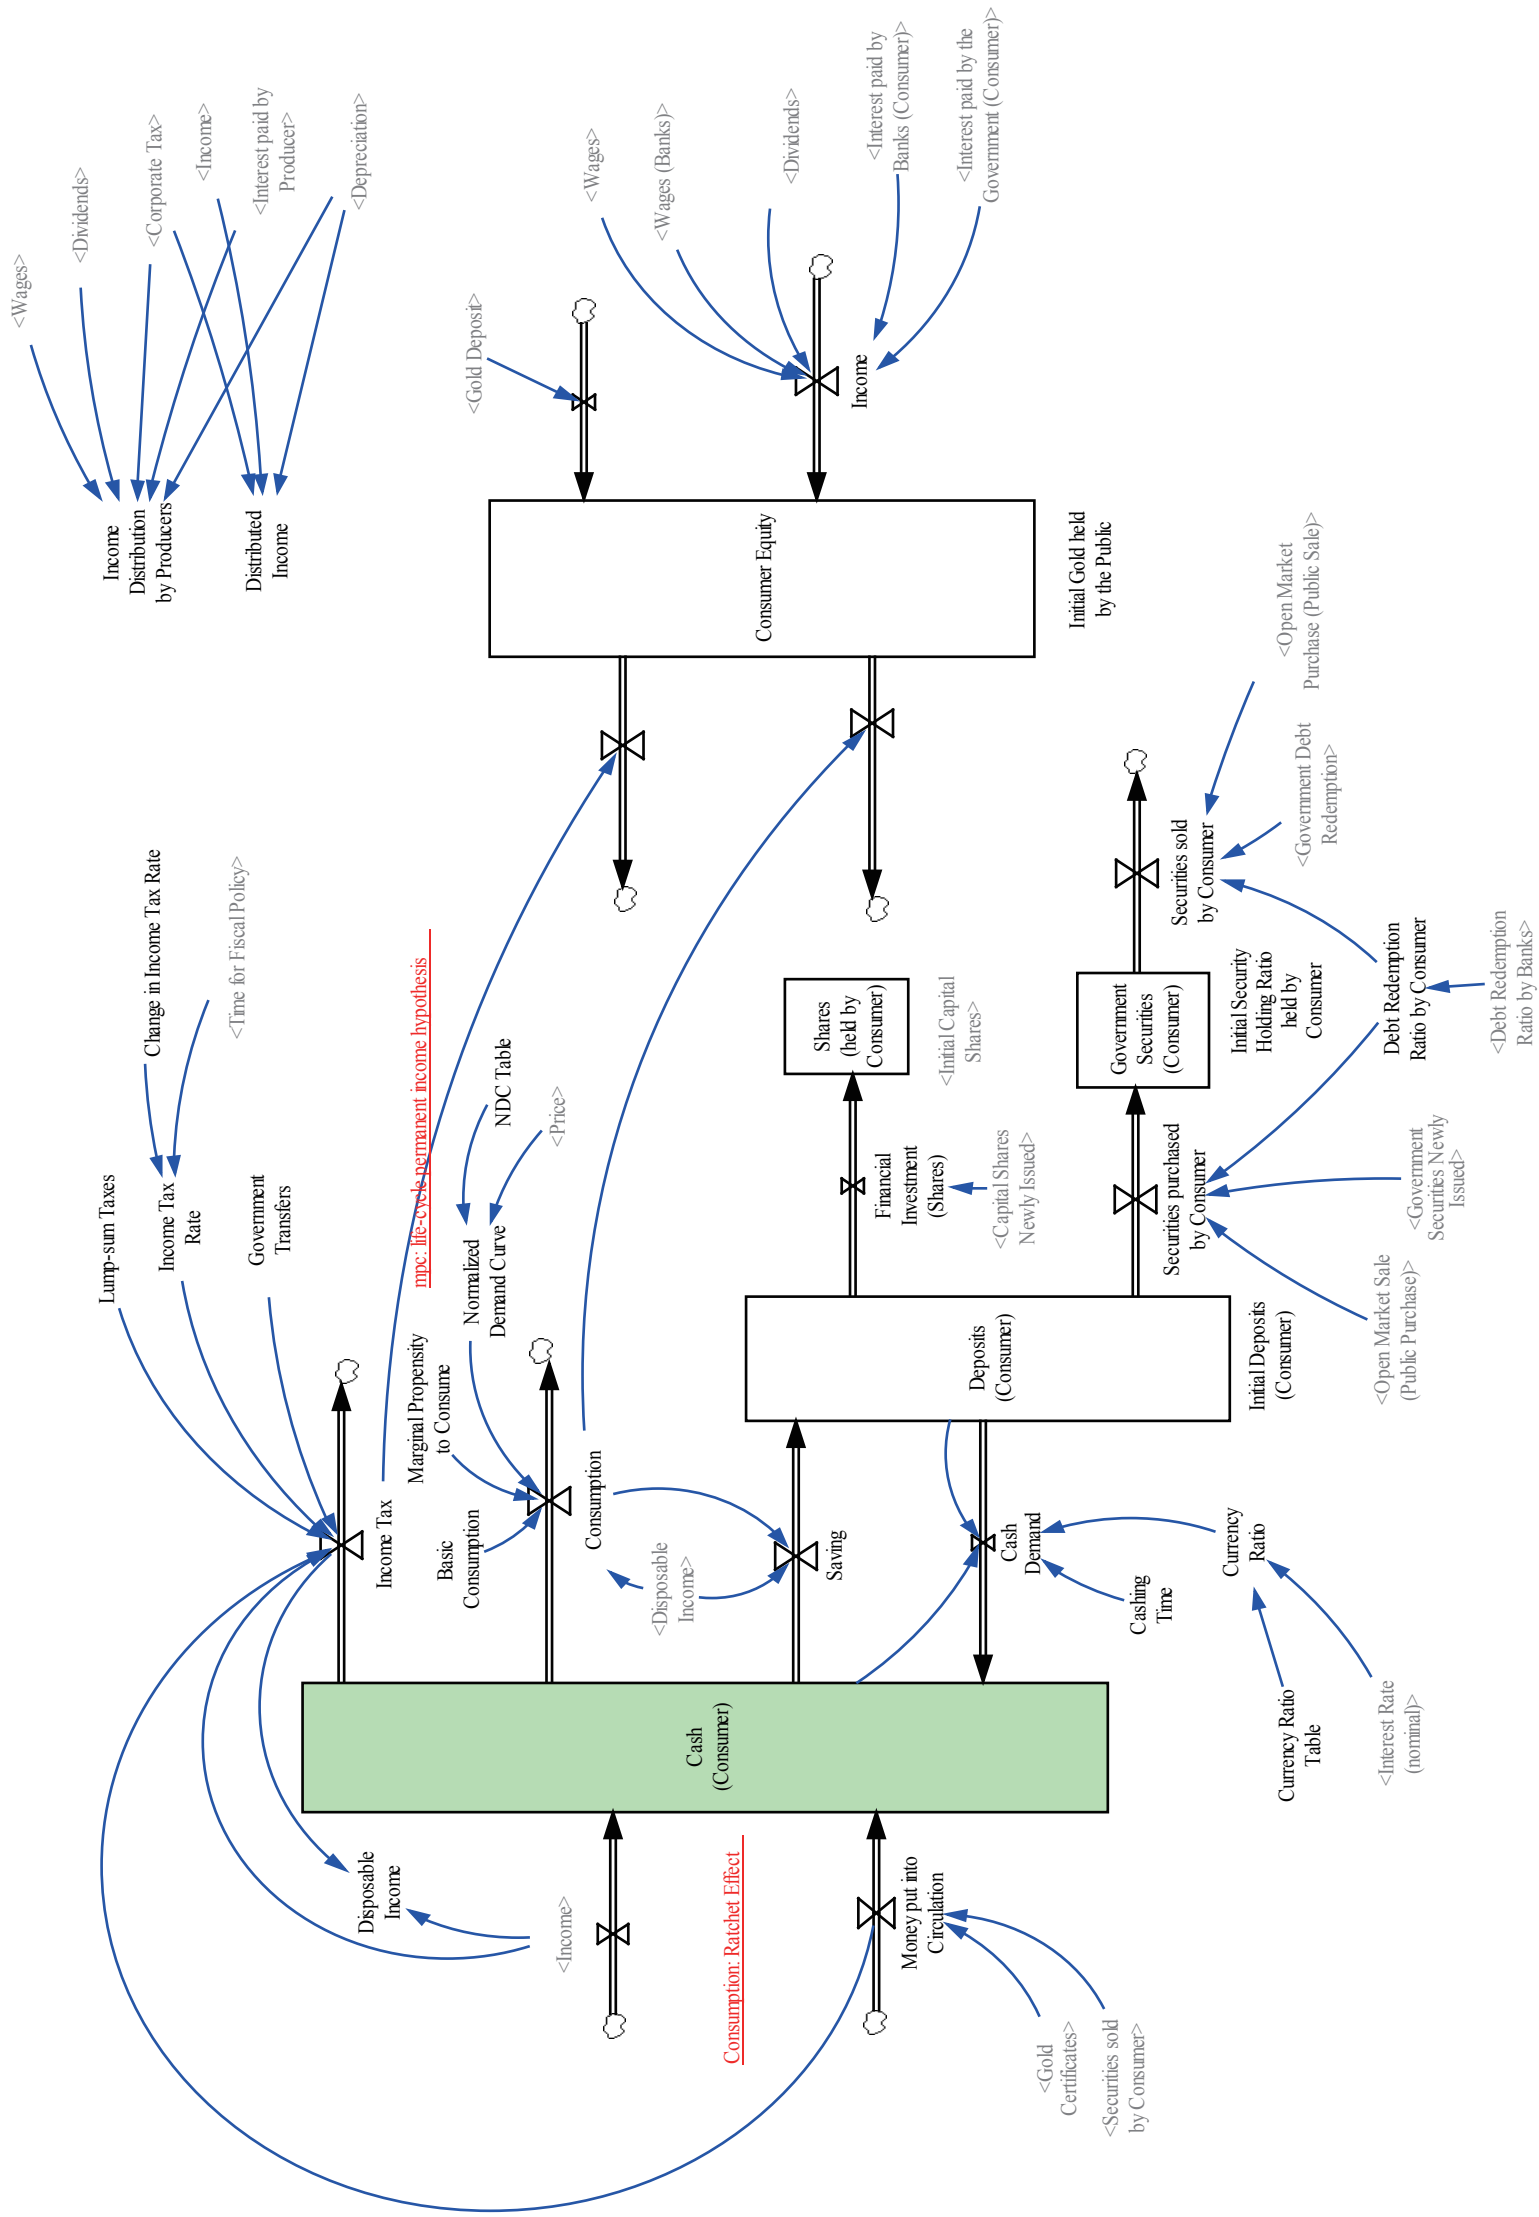 Lump-sum Taxes
Change in Income Tax Rate
Income Tax
Rate
<Time for Fiscal Policy>
Government
Transfers
Income Tax
Disposable
Income
mpc: life-cycle permanent income hypothesis
Marginal Propensity
to Consume
Basic
Consumption
Normalized
Demand Curve
NDC Table
<Price>
<Income>
Consumption
<Disposable
Income>
Cash
(Consumer)
Consumption: Ratchet Effect
Saving
Money put into
Circulation
<Gold
Certificates>
<Securities sold
by Consumer>
Cash
Demand
Cashing
Time
Currency
Ratio
Currency Ratio
Table
<Interest Rate
(nominal)>
Deposits
(Consumer)
Initial Deposits
(Consumer)
Shares
(held by
Consumer)
Financial
Investment
(Shares)
<Initial Capital
Shares>
<Capital Shares
Newly Issued>
Government
Securities
(Consumer)
Securities purchased
by Consumer
Securities sold
by Consumer
Initial Security
Holding Ratio
held by
Consumer
<Open Market
Purchase (Public Sale)>
<Government Debt
Redemption>
Debt Redemption
Ratio by Consumer
<Debt Redemption
Ratio by Banks>
<Government
Securities Newly
Issued>
<Open Market Sale
(Public Purchase)>
<Wages>
<Dividends>
<Corporate Tax>
<Income>
<Interest paid by
Producer>
<Depreciation>
Income
Distribution
by Producers
Distributed
Income
<Gold Deposit>
Consumer Equity
Initial Gold held
by the Public
<Wages>
<Wages (Banks)>
<Dividends>
<Interest paid by
Banks (Consumer)>
<Interest paid by the
Government (Consumer)>
Income